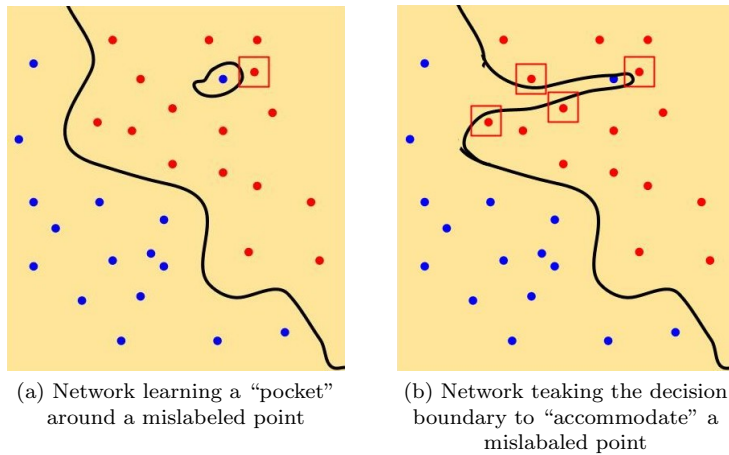 (a) Network learning a “pocket”
around a mislabeled point
(b) Network teaking the decision
boundary to “accommodate” a
mislabaled point